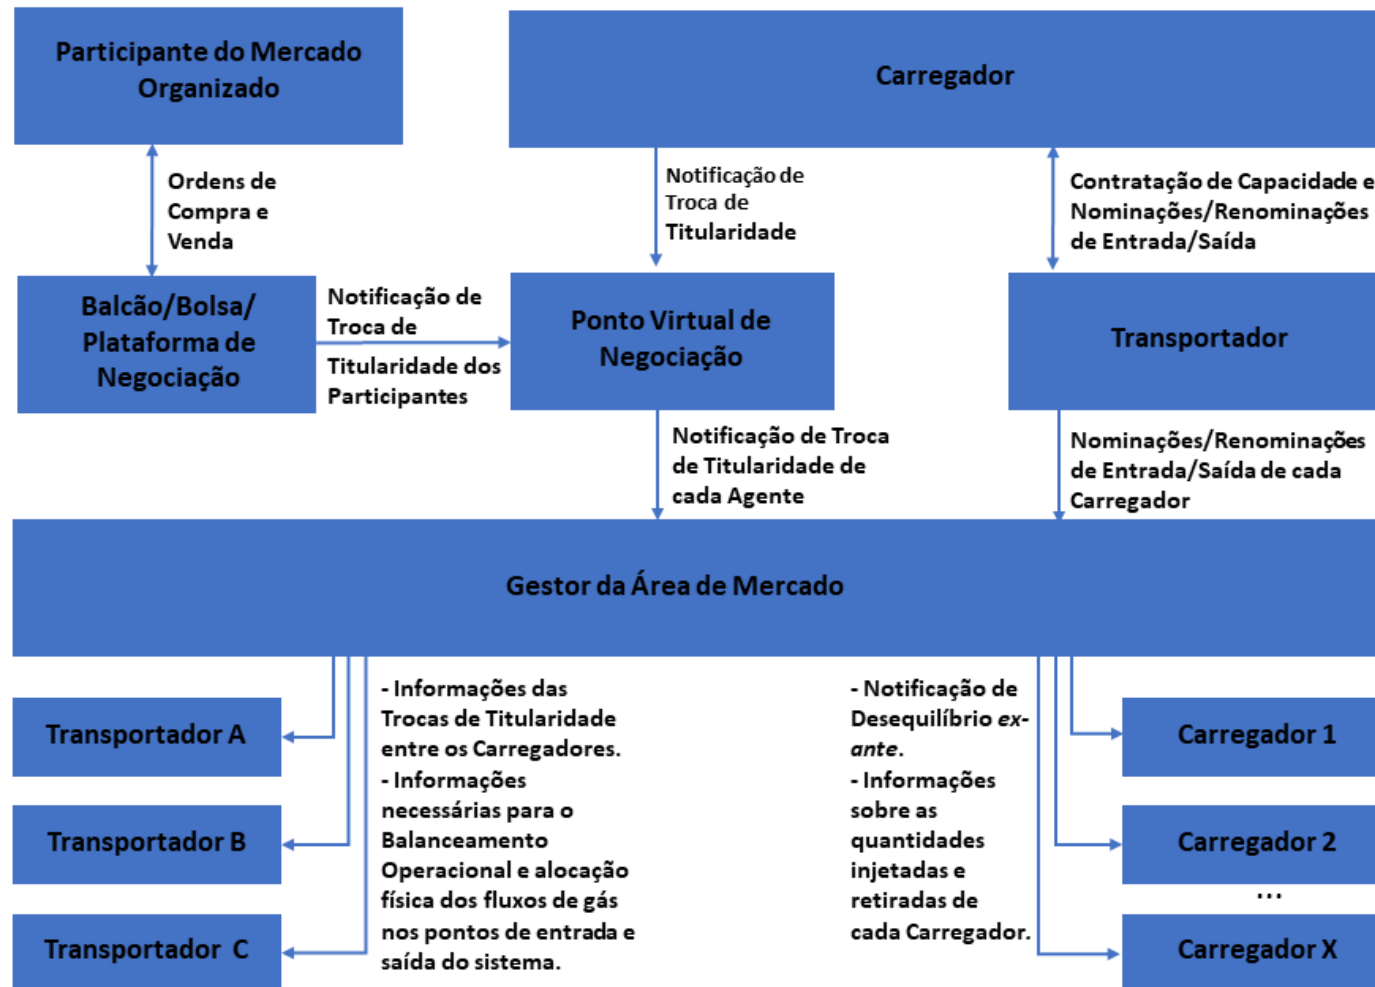 Participante do Mercado
Organizado
Carregador
Ordens de
Compra e
Venda
Notificação de
Troca de
Titularidade
Contratação de Capacidade e
Nominações/Renominações
de Entrada/Saída
Balcão/Bolsa/
Plataforma de
Negociação
Notificação de
Troca de
Titularidade dos
Participantes
Ponto Virtual de
Negociação
Transportador
Notificação de Troca
de Titularidade de
cada Agente
Nominações/Renominações
de Entrada/Saída de cada
Carregador
Gestor da Área de Mercado
Transportador A
Transportador B
Transportador C
- Informações das
Trocas de Titularidade
entre os Carregadores.
- Informações
necessárias para o
Balanceamento
Operacional e alocação
física dos fluxos de gás
nos pontos de entrada e
saída do sistema.
- Notificação de
Desequilíbrio ex-
ante.
- Informações
sobre as
quantidades
injetadas e
retiradas de
cada Carregador.
Carregador 1
Carregador 2
...
Carregador X